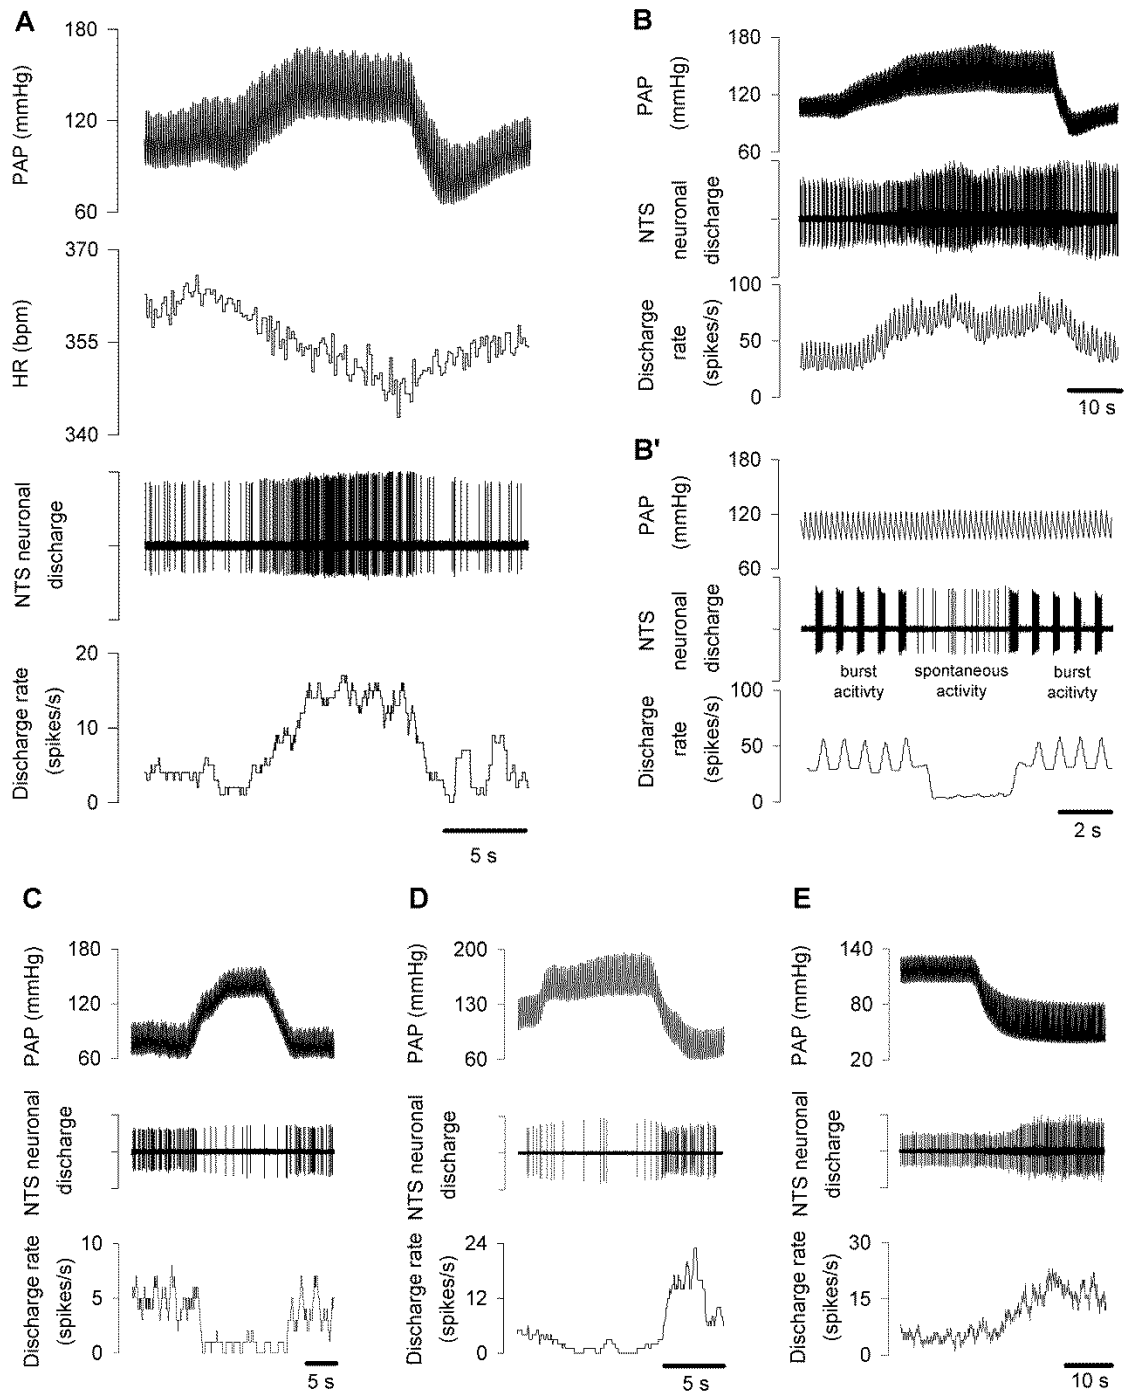 A
PAP (mmHg)
180
120
60
HR (bpm)
370
355
340
NTS neuronal
discharge
Discharge rate
(spikes/s)
20
10
0
5 s
B
PAP
(mmHg)
180
120
60
NTS
neuronal
discharge
Discharge
rate
(spikes/s)
100
50
0
10 s
B'
PAP
(mmHg)
180
120
60
NTS
neuronal
discharge
burst
acitivty
spontaneous
activity
burst
acitivty
Discharge
rate
(spikes/s)
100
50
0
2 s
C
PAP (mmHg)
180
120
60
NTS neuronal
discharge
Discharge rate
(spikes/s)
10
5
0
5 s
D
PAP (mmHg)
200
130
60
NTS neuronal
discharge
Discharge rate
(spikes/s)
24
12
0
5 s
E
PAP (mmHg)
140
80
20
NTS neuronal
discharge
Discharge rate
(spikes/s)
30
15
0
10 s